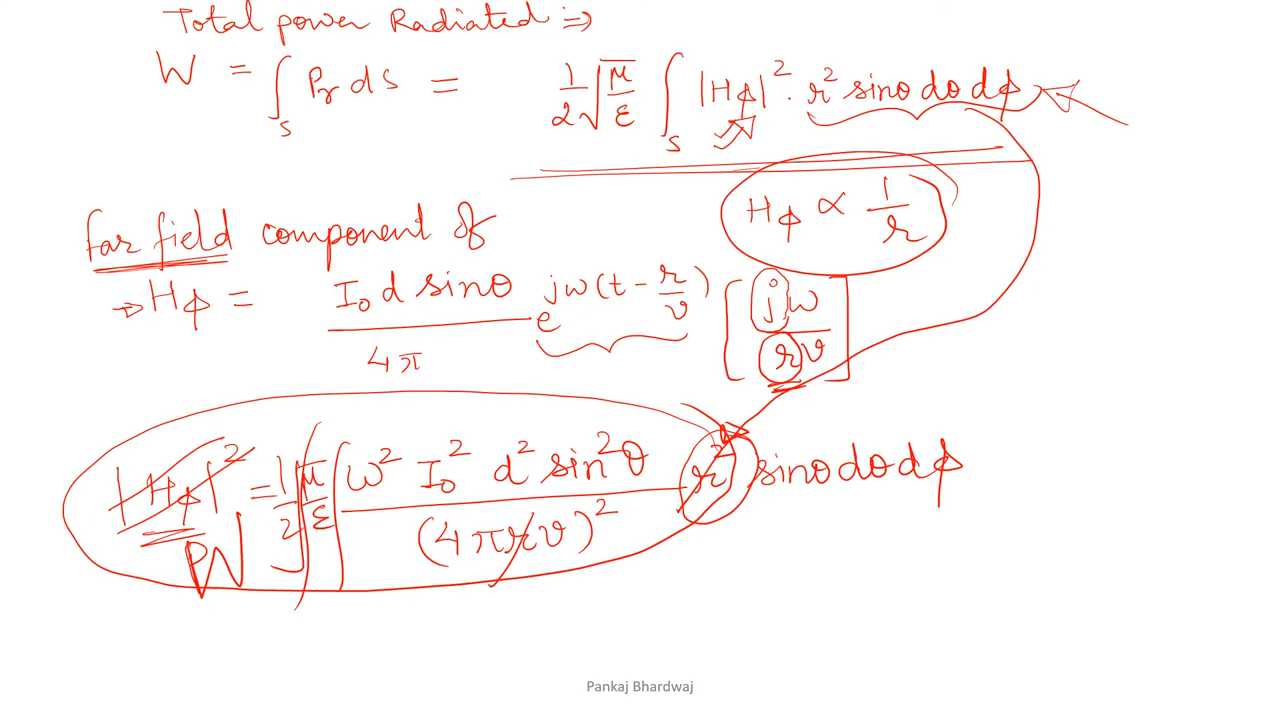 Total power Radiated ⇒
W = ∫_S Pr ds = 1/2 √(μ/ε) ∫_S |Hφ|² · r² sinθ dθ dφ
Hφ ∝ 1/r
far field component of
→ Hφ = (I₀ d sinθ / 4π) e^{jω(t − r/v)} [jω / rv]
|Hφ|² = 1/2 √(μ/ε) ∫ (ω² I₀² d² sin²θ / (4πrv)²) r² sinθ dθ dφ
W
Pankaj Bhardwaj